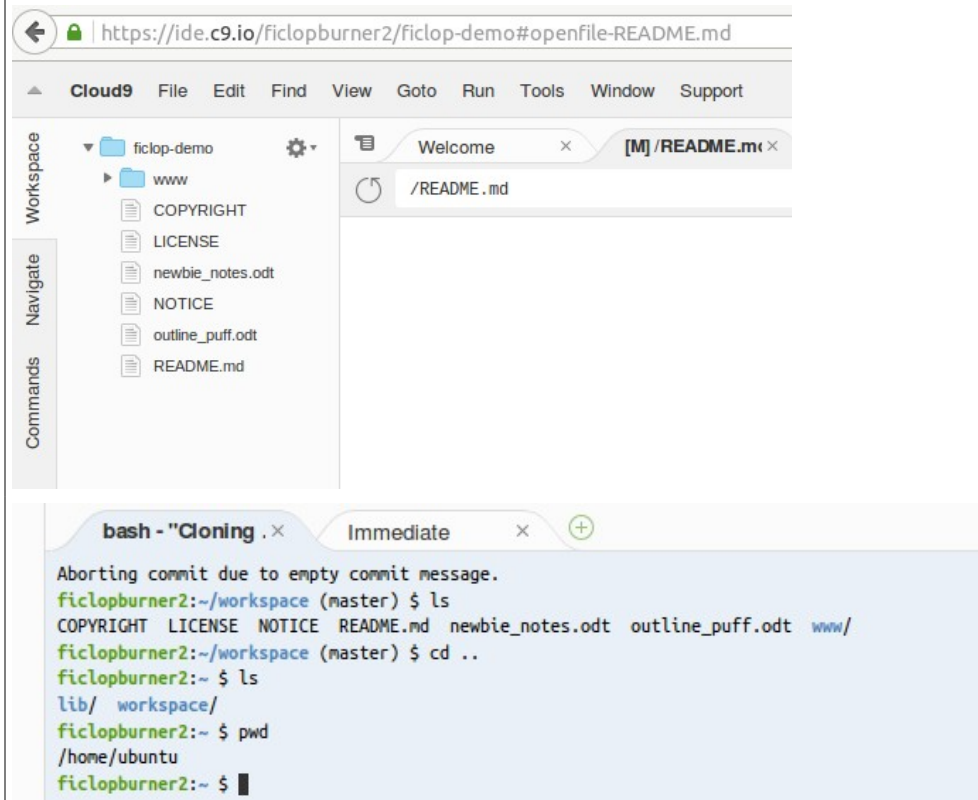 https://ide.c9.io/ficlopburner2/ficlop-demo#openfile-README.md
Cloud9 File Edit Find View Goto Run Tools Window Support
Workspace
Navigate
Commands
ficlop-demo
www
COPYRIGHT
LICENSE
newbie_notes.odt
NOTICE
outline_puff.odt
README.md
Welcome × [M] /README.mc ×
/README.md
bash - "Cloning . × Immediate ×
Aborting commit due to empty commit message.
ficlopburner2:~/workspace (master) $ ls
COPYRIGHT LICENSE NOTICE README.md newbie_notes.odt outline_puff.odt www/
ficlopburner2:~/workspace (master) $ cd ..
ficlopburner2:~ $ ls
lib/ workspace/
ficlopburner2:~ $ pwd
/home/ubuntu
ficlopburner2:~ $